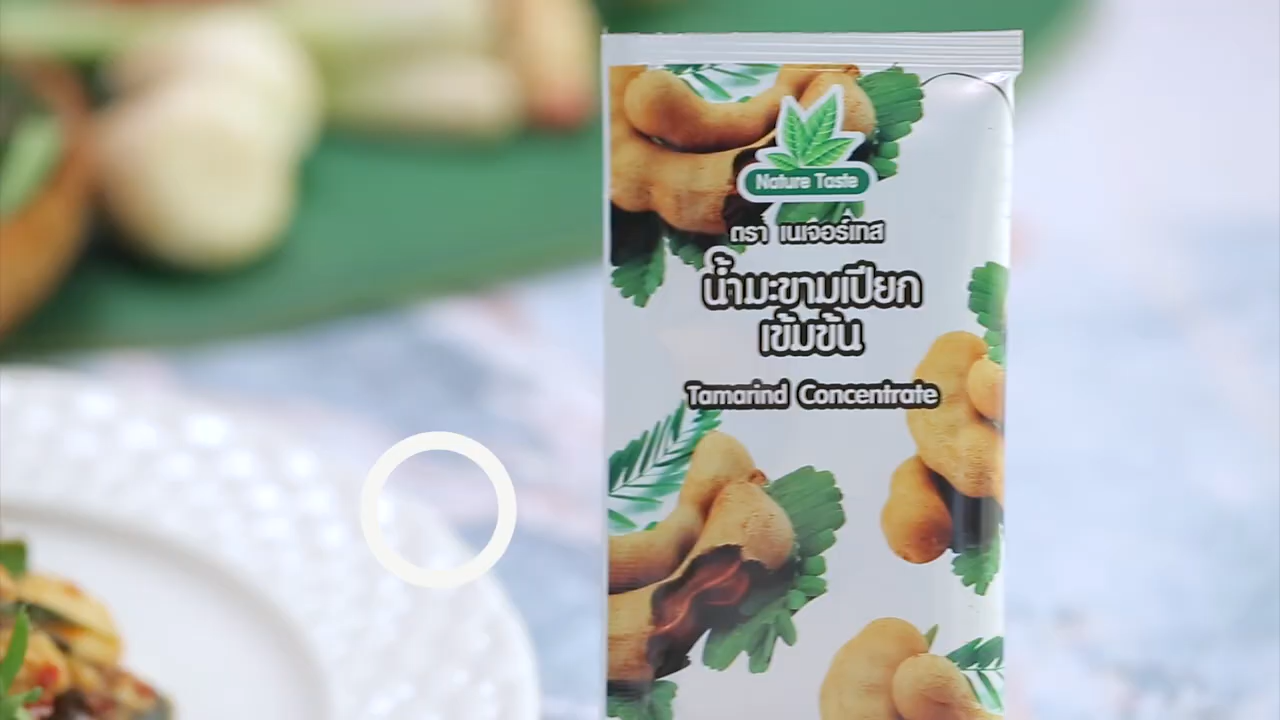 Nature Taste
ตรา เนเจอร์เทส
น้ำมะขามเปียก
เข้มข้น
Tamarind Concentrate